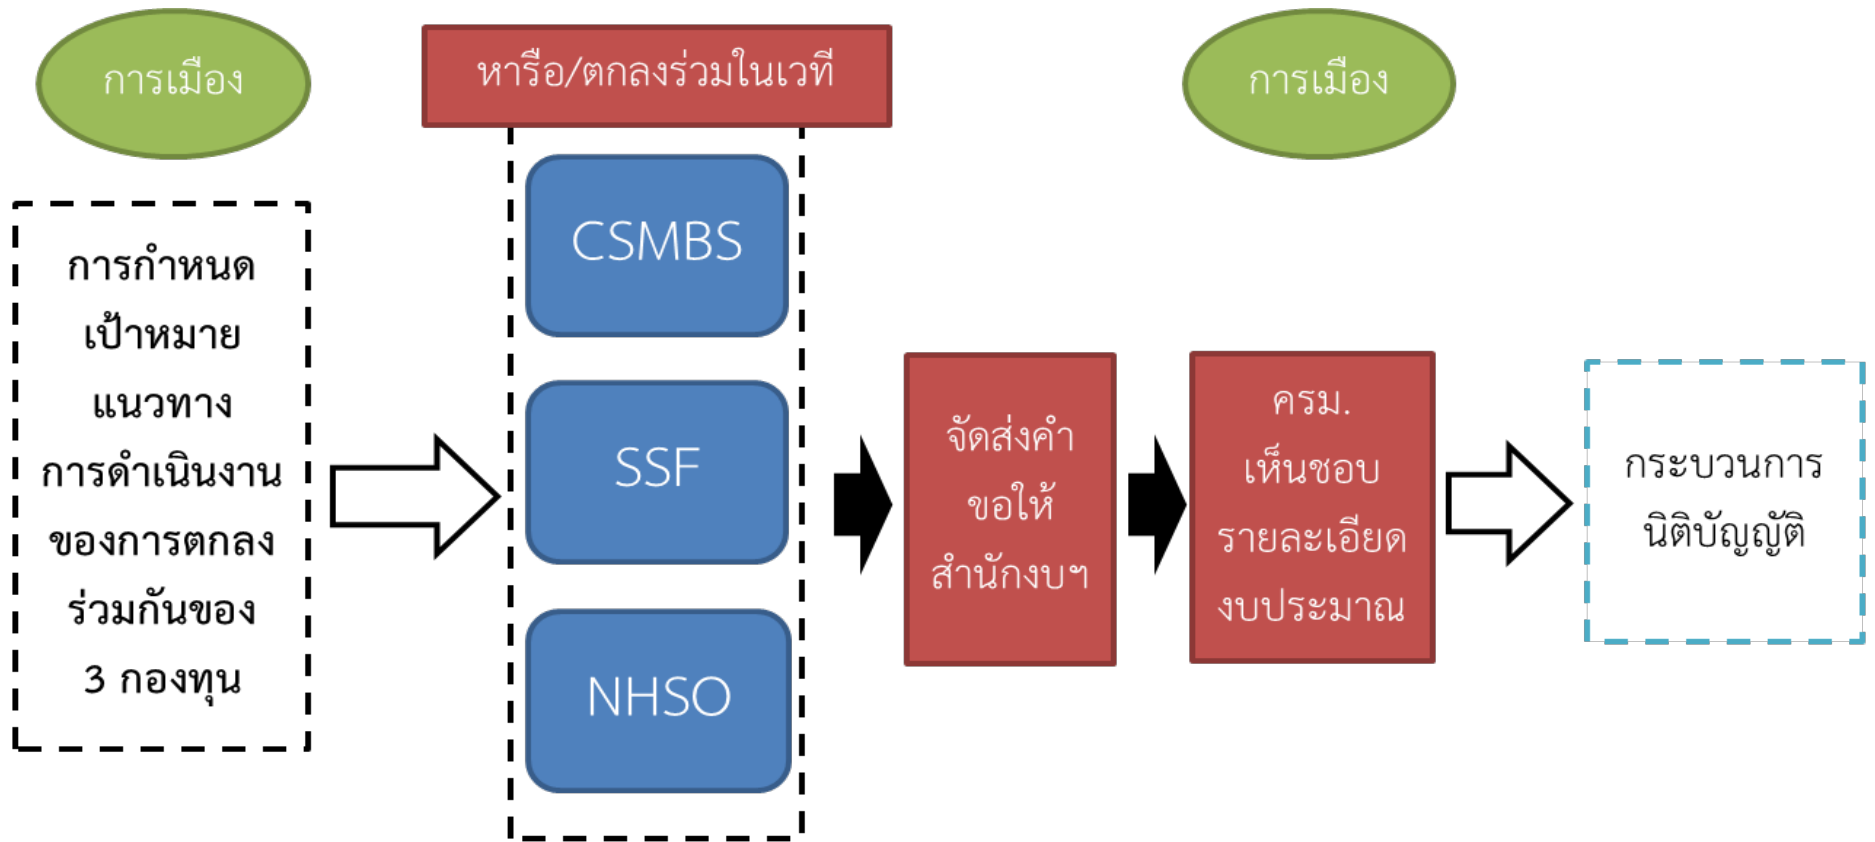 การเมือง
หารือ/ตกลงร่วมในเวที
การเมือง
การกำหนด
เป้าหมาย
แนวทาง
การดำเนินงาน
ของการตกลง
ร่วมกันของ
3 กองทุน
CSMBS
SSF
NHSO
จัดส่งคำ
ขอให้
สำนักงบฯ
ครม.
เห็นชอบ
รายละเอียด
งบประมาณ
กระบวนการ
นิติบัญญัติ